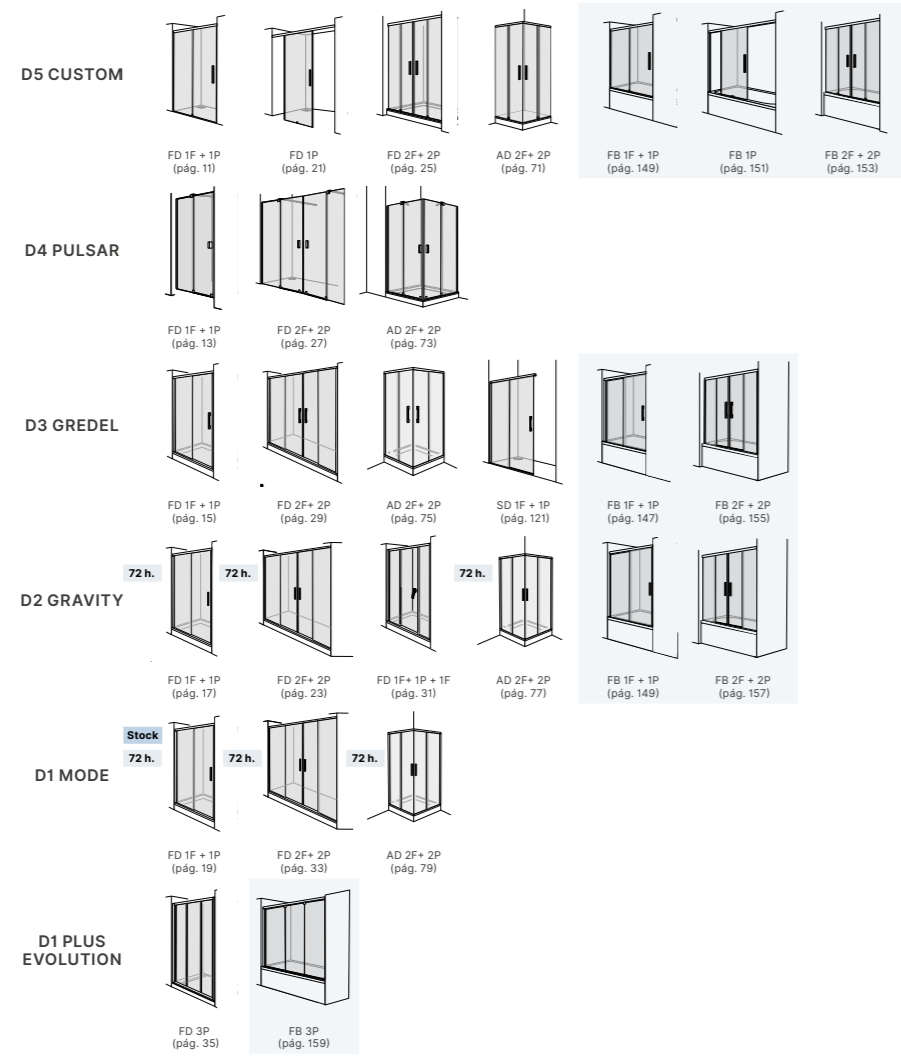 D5 CUSTOM
FD 1F + 1P
(pág. 11)
FD 1P
(pág. 21)
FD 2F+ 2P
(pág. 25)
AD 2F+ 2P
(pág. 71)
FB 1F + 1P
(pág. 149)
FB 1P
(pág. 151)
FB 2F + 2P
(pág. 153)
D4 PULSAR
FD 1F + 1P
(pág. 13)
FD 2F+ 2P
(pág. 27)
AD 2F+ 2P
(pág. 73)
D3 GREDEL
FD 1F + 1P
(pág. 15)
FD 2F+ 2P
(pág. 29)
AD 2F+ 2P
(pág. 75)
SD 1F + 1P
(pág. 121)
FB 1F + 1P
(pág. 147)
FB 2F + 2P
(pág. 155)
D2 GRAVITY
72 h.
FD 1F + 1P
(pág. 17)
72 h.
FD 2F+ 2P
(pág. 23)
FD 1F+ 1P + 1F
(pág. 31)
72 h.
AD 2F+ 2P
(pág. 77)
FB 1F + 1P
(pág. 149)
FB 2F + 2P
(pág. 157)
D1 MODE
Stock
72 h.
FD 1F + 1P
(pág. 19)
72 h.
FD 2F+ 2P
(pág. 33)
72 h.
AD 2F+ 2P
(pág. 79)
D1 PLUS
EVOLUTION
FD 3P
(pág. 35)
FB 3P
(pág. 159)